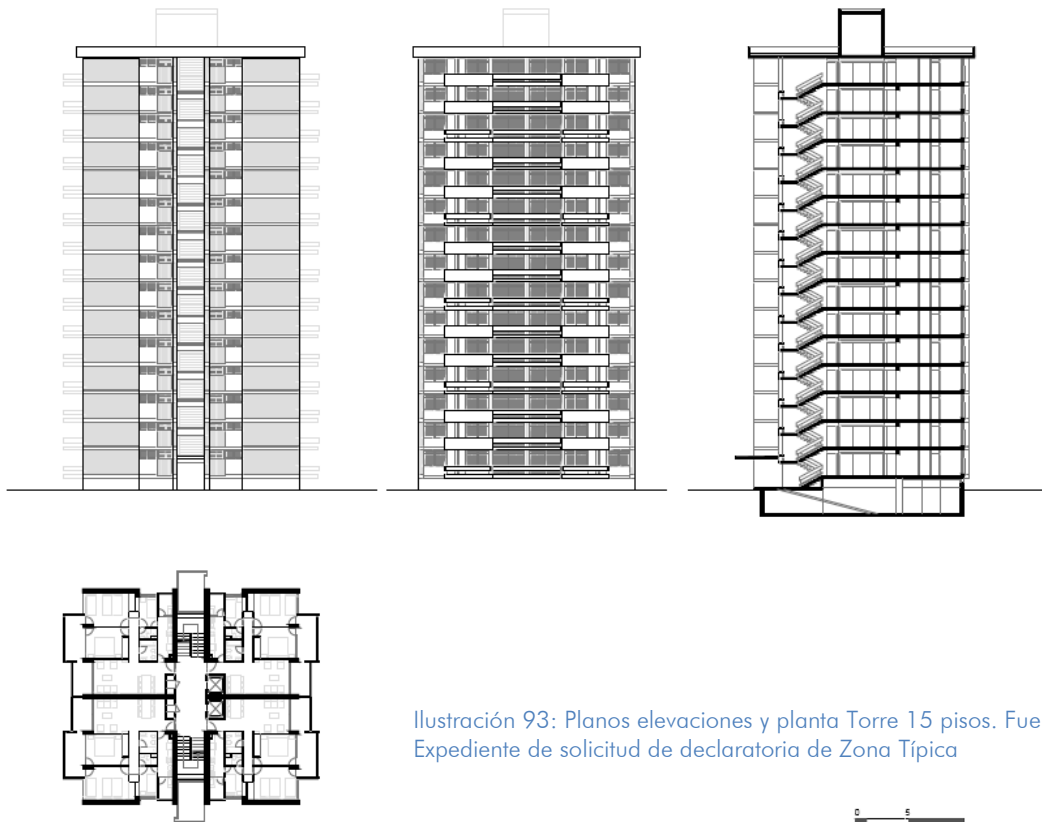 Ilustración 93: Planos elevaciones y planta Torre 15 pisos. Fue
Expediente de solicitud de declaratoria de Zona Típica
0 5